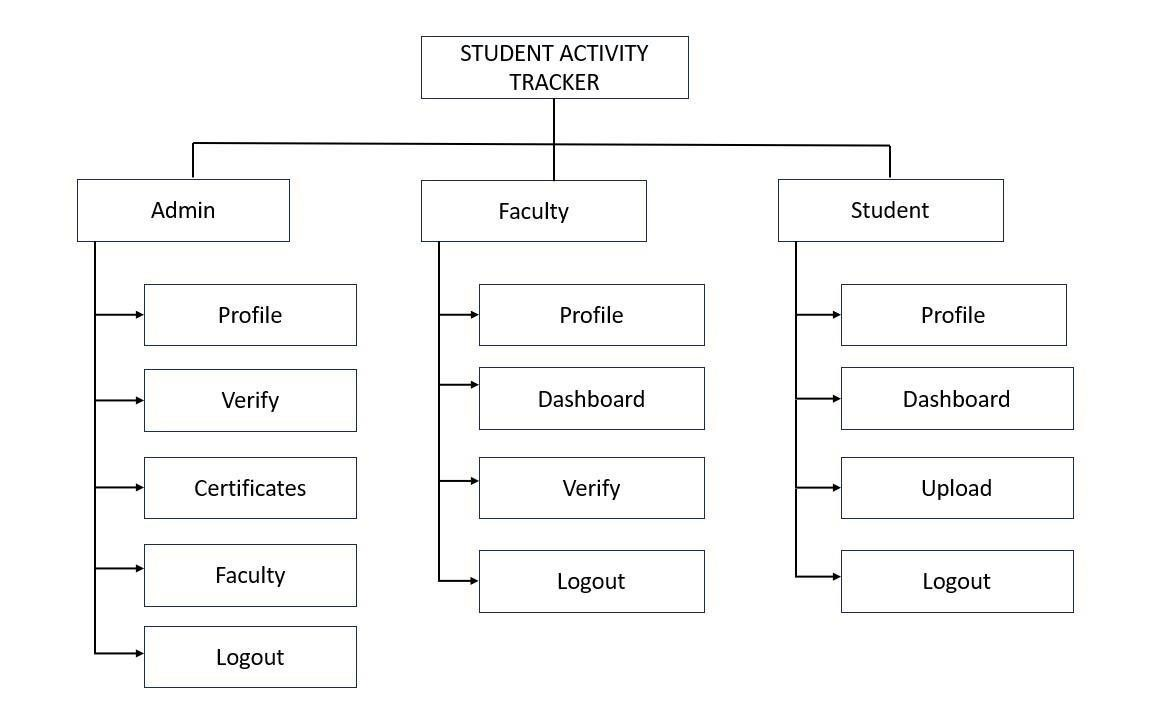 STUDENT ACTIVITY
TRACKER
Admin
Faculty
Student
Profile
Profile
Profile
Verify
Dashboard
Dashboard
Certificates
Verify
Upload
Faculty
Logout
Logout
Logout